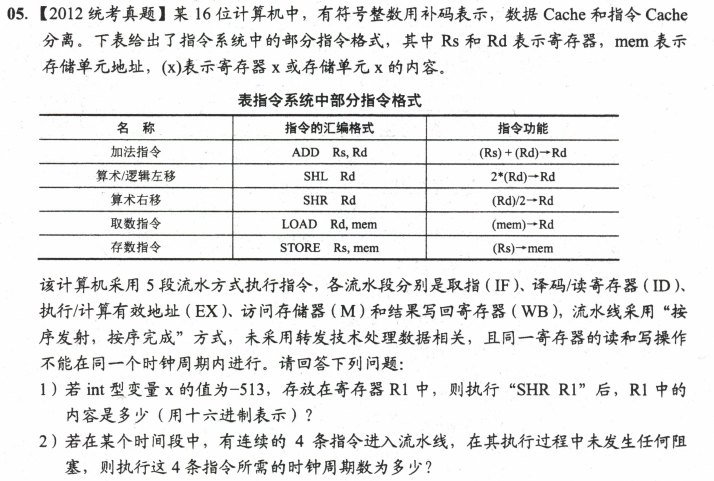 05.【2012 统考真题】某 16 位计算机中，有符号整数用补码表示，数据 Cache 和指令 Cache
分离。下表给出了指令系统中的部分指令格式，其中 Rs 和 Rd 表示寄存器，mem 表示
存储单元地址，(x)表示寄存器 x 或存储单元 x 的内容。
表指令系统中部分指令格式
名 称 指令的汇编格式 指令功能
加法指令 ADD Rs, Rd (Rs) + (Rd)→Rd
算术/逻辑左移 SHL Rd 2*(Rd)→Rd
算术右移 SHR Rd (Rd)/2→Rd
取数指令 LOAD Rd, mem (mem)→Rd
存数指令 STORE Rs, mem (Rs)→mem
该计算机采用 5 段流水方式执行指令，各流水段分别是取指（IF）、译码/读寄存器（ID）、
执行/计算有效地址（EX）、访问存储器（M）和结果写回寄存器（WB），流水线采用“按
序发射，按序完成”方式，未采用转发技术处理数据相关，且同一寄存器的读和写操作
不能在同一个时钟周期内进行。请回答下列问题：
1）若 int 型变量 x 的值为−513，存放在寄存器 R1 中，则执行“SHR R1”后，R1 中的
内容是多少（用十六进制表示）？
2）若在某个时间段中，有连续的 4 条指令进入流水线，在其执行过程中未发生任何阻
塞，则执行这 4 条指令所需的时钟周期数为多少？